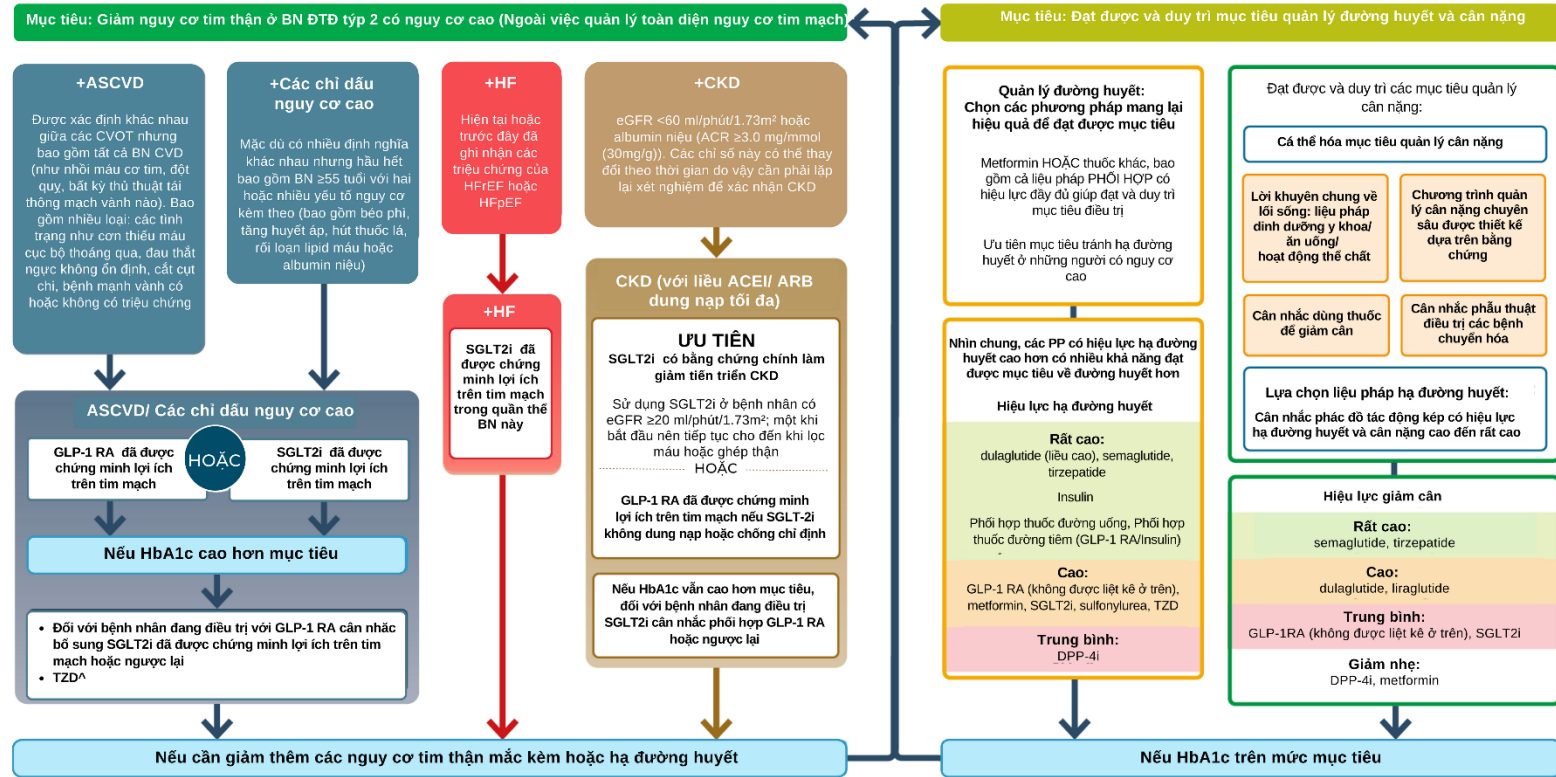 Mục tiêu: Giảm nguy cơ tim thận ở BN ĐTĐ týp 2 có nguy cơ cao (Ngoài việc quản lý toàn diện nguy cơ tim mạch)
Mục tiêu: Đạt được và duy trì mục tiêu quản lý đường huyết và cân nặng
+ASCVD
Được xác định khác nhau
giữa các CVOT nhưng
bao gồm tất cả BN CVD
(như nhồi máu cơ tim, đột
quỵ, bất kỳ thủ thuật tái
thông mạch vành nào). Bao
gồm nhiều loại: các tình
trạng như cơn thiếu máu
cục bộ thoáng qua, đau thắt
ngực không ổn định, cắt cụt
chi, bệnh mạnh vành có
hoặc không có triệu chứng
+Các chỉ dấu
nguy cơ cao
Mặc dù có nhiều định nghĩa
khác nhau nhưng hầu hết
bao gồm BN ≥55 tuổi với hai
hoặc nhiều yếu tố nguy cơ
kèm theo (bao gồm béo phì,
tăng huyết áp, hút thuốc lá,
rối loạn lipid máu hoặc
albumin niệu)
+HF
Hiện tại hoặc
trước đây đã
ghi nhận các
triệu chứng của
HFrEF hoặc
HFpEF
+CKD
eGFR <60 ml/phút/1.73m² hoặc
albumin niệu (ACR ≥3.0 mg/mmol
(30mg/g)). Các chỉ số này có thể thay
đổi theo thời gian do vậy cần phải lặp
lại xét nghiệm để xác nhận CKD
ASCVD/ Các chỉ dấu nguy cơ cao
GLP-1 RA đã được
chứng minh lợi ích
trên tim mạch
HOẶC
SGLT2i đã được
chứng minh lợi ích
trên tim mạch
Nếu HbA1c cao hơn mục tiêu
• Đối với bệnh nhân đang điều trị với GLP-1 RA cân nhăc
bổ sung SGLT2i đã được chứng minh lợi ích trên tim
mạch hoặc ngược lại
• TZD^
+HF
SGLT2i đã
được chứng
minh lợi ích
trên tim mạch
trong quần thể
BN này
CKD (với liều ACEI/ ARB
dung nạp tối đa)
ƯU TIÊN
SGLT2i có bằng chứng chính làm
giảm tiến triển CKD
Sử dụng SGLT2i ở bệnh nhân có
eGFR ≥20 ml/phút/1.73m²; một khi
bắt đầu nên tiếp tục cho đến khi lọc
máu hoặc ghép thận
HOẶC
GLP-1 RA đã được chứng minh
lợi ích trên tim mạch nếu SGLT-2i
không dung nạp hoặc chống chỉ định
Nếu HbA1c vẫn cao hơn mục tiêu,
đối với bệnh nhân đang điều trị
SGLT2i cân nhắc phối hợp GLP-1 RA
hoặc ngược lại
Nếu cần giảm thêm các nguy cơ tim thận mắc kèm hoặc hạ đường huyết
Quản lý đường huyết:
Chọn các phương pháp mang lại
hiệu quả để đạt được mục tiêu
Metformin HOẶC thuốc khác, bao
gồm cả liệu pháp PHỐI HỢP có
hiệu lực đầy đủ giúp đạt và duy trì
mục tiêu điều trị
Ưu tiên mục tiêu tránh hạ đường
huyết ở những người có nguy cơ
cao
Nhìn chung, các PP có hiệu lực hạ đường
huyết cao hơn có nhiều khả năng đạt
được mục tiêu về đường huyết hơn
Hiệu lực hạ đường huyết
Rất cao:
dulaglutide (liều cao), semaglutide,
tirzepatide
Insulin
Phối hợp thuốc đường uống, Phối hợp
thuốc đường tiêm (GLP-1 RA/Insulin)
Cao:
GLP-1 RA (không được liệt kê ở trên),
metformin, SGLT2i, sulfonylurea, TZD
Trung bình:
DPP-4i
Đạt được và duy trì các mục tiêu quản lý
cân nặng:
Cá thể hóa mục tiêu quản lý cân nặng
Lời khuyên chung về
lối sống: liệu pháp
dinh dưỡng y khoa/
ăn uống/
hoạt động thể chất
Chương trình quản
lý cân nặng chuyên
sâu được thiết kế
dựa trên bằng
chứng
Cân nhắc dùng thuốc
để giảm cân
Cân nhắc phẫu thuật
điều trị các bệnh
chuyển hóa
Lựa chọn liệu pháp hạ đường huyết:
Cân nhắc phác đồ tác động kép có hiệu lực
hạ đường huyết và cân nặng cao đến rất cao
Hiệu lực giảm cân
Rất cao:
semaglutide, tirzepatide
Cao:
dulaglutide, liraglutide
Trung bình:
GLP-1RA (không được liệt kê ở trên), SGLT2i
Giảm nhẹ:
DPP-4i, metformin
Nếu HbA1c trên mức mục tiêu